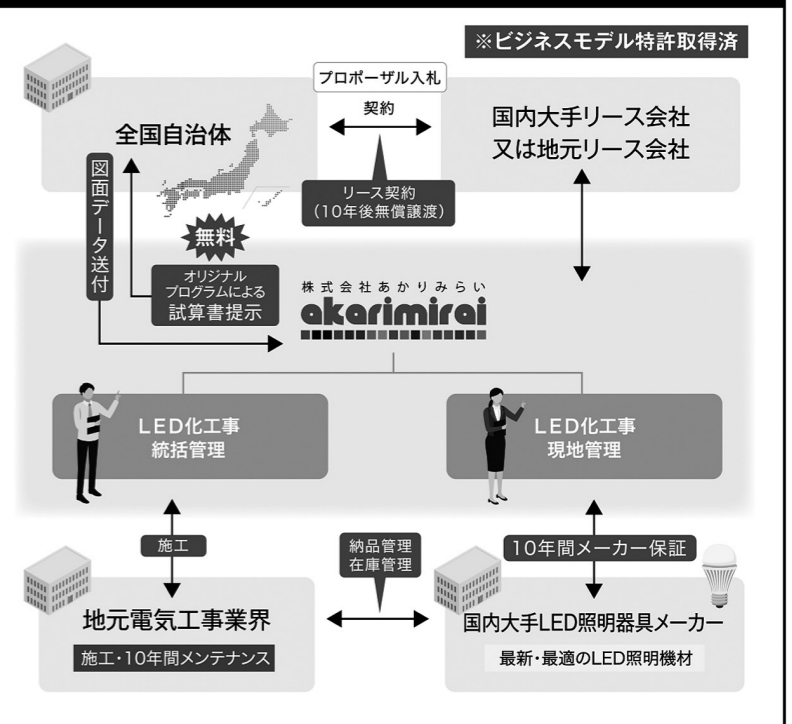 ※ビジネスモデル特許取得済
プロポーザル入札
契約
全国自治体
国内大手リース会社
又は地元リース会社
リース契約
(10年後無償譲渡)
図面データ送付
無料
オリジナル
プログラムによる
試算書提示
株式会社あかりみらい
akarimirai
LED化工事
統括管理
LED化工事
現地管理
施工
納品管理
在庫管理
10年間メーカー保証
地元電気工事業界
施工・10年間メンテナンス
国内大手LED照明器具メーカー
最新・最適のLED照明機材